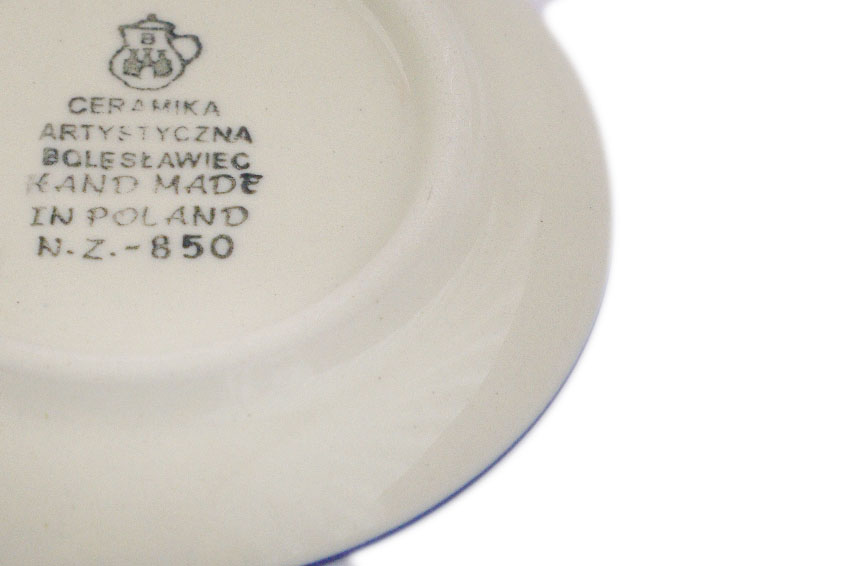 B
CERAMIKA
ARTYSTYCZNA
BOLESŁAWIEC
HAND MADE
IN POLAND
N.Z.-850